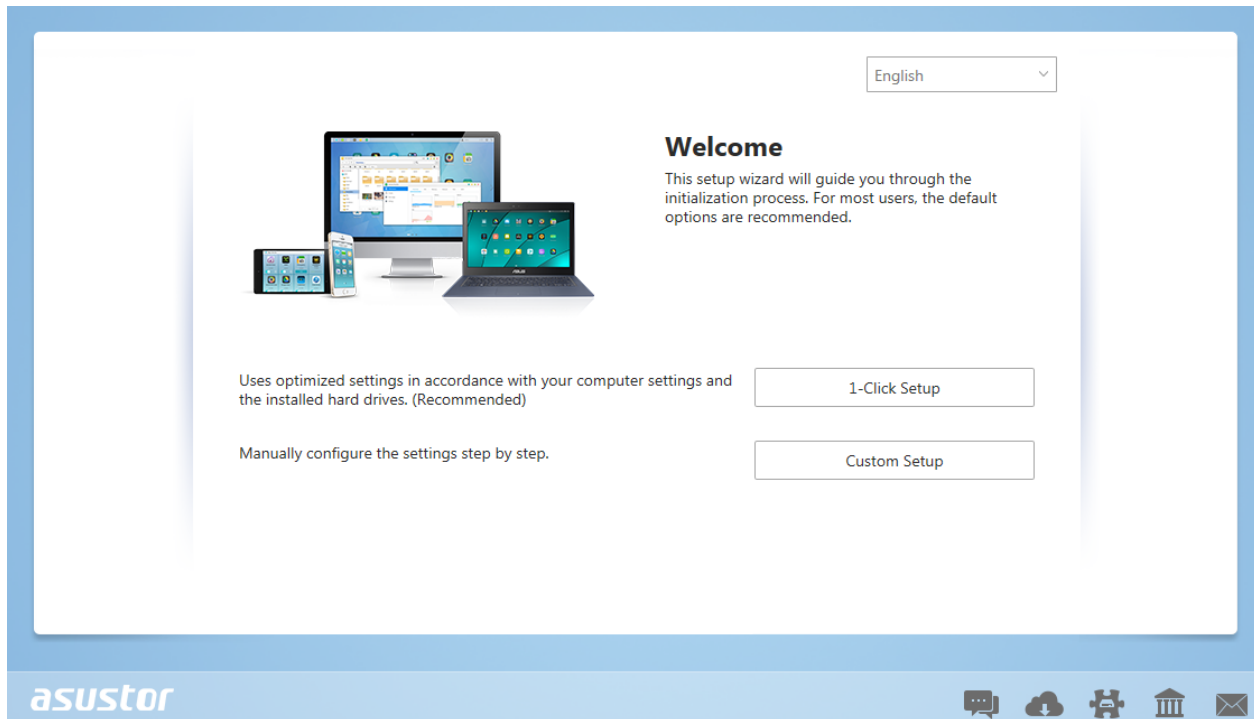 English
Welcome
This setup wizard will guide you through the
initialization process. For most users, the default
options are recommended.
Uses optimized settings in accordance with your computer settings and
the installed hard drives. (Recommended)
1-Click Setup
Manually configure the settings step by step.
Custom Setup
asustor